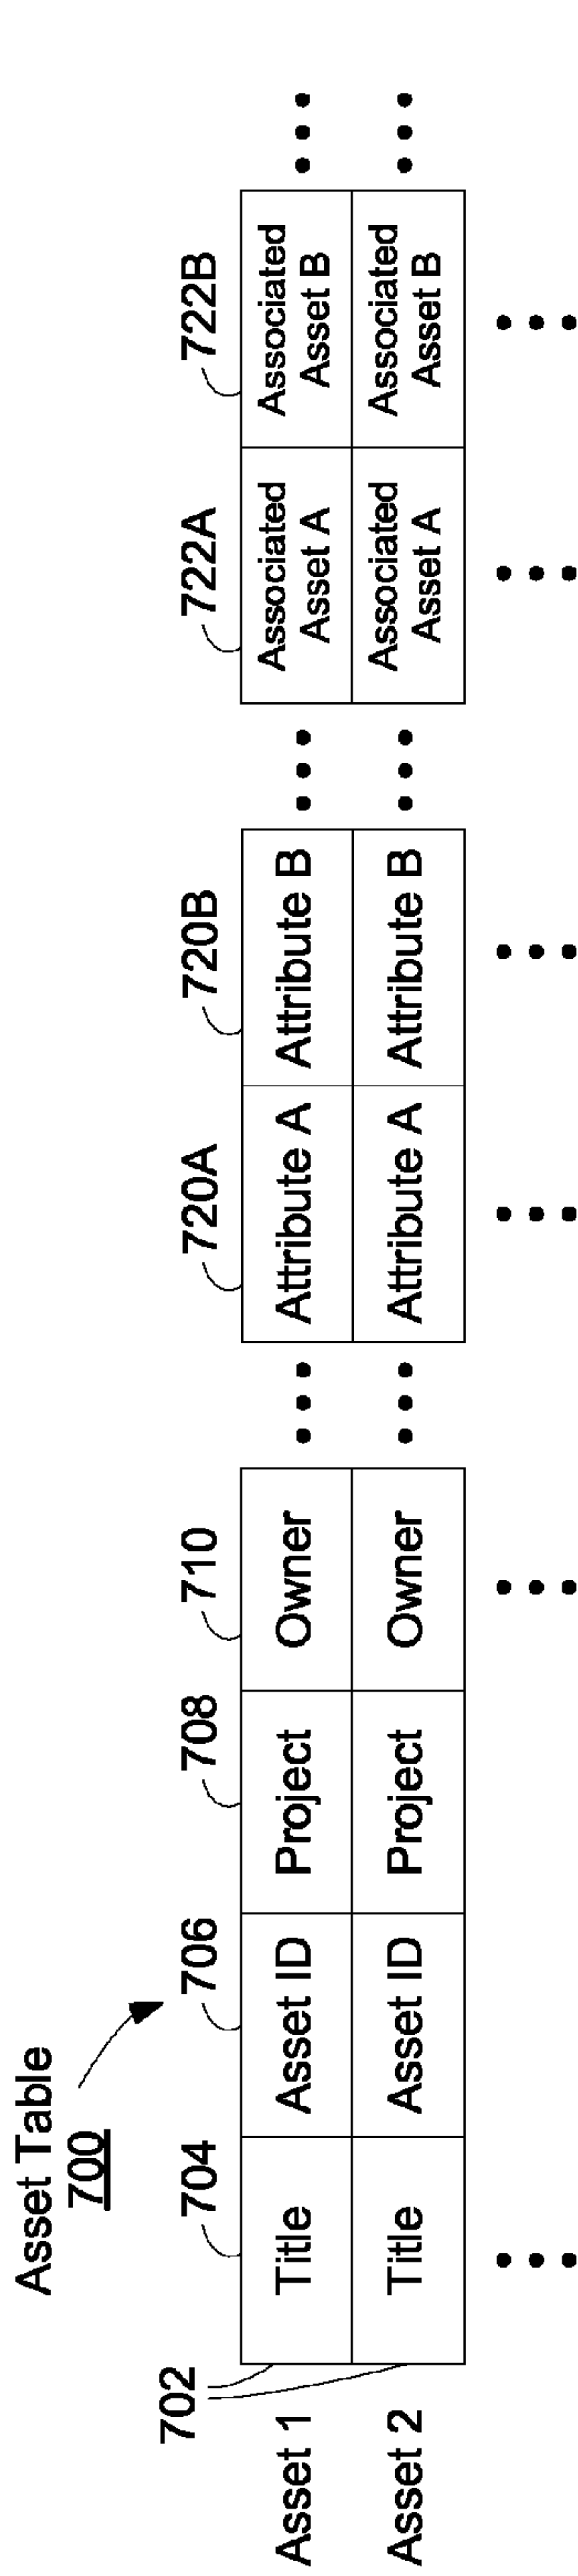 Asset Table
700
702
704
706
708
710
720A
720B
722A
722B
Asset 1
Title
Asset ID
Project
Owner
Attribute A
Attribute B
Associated
Asset A
Associated
Asset B
Asset 2
Title
Asset ID
Project
Owner
Attribute A
Attribute B
Associated
Asset A
Associated
Asset B